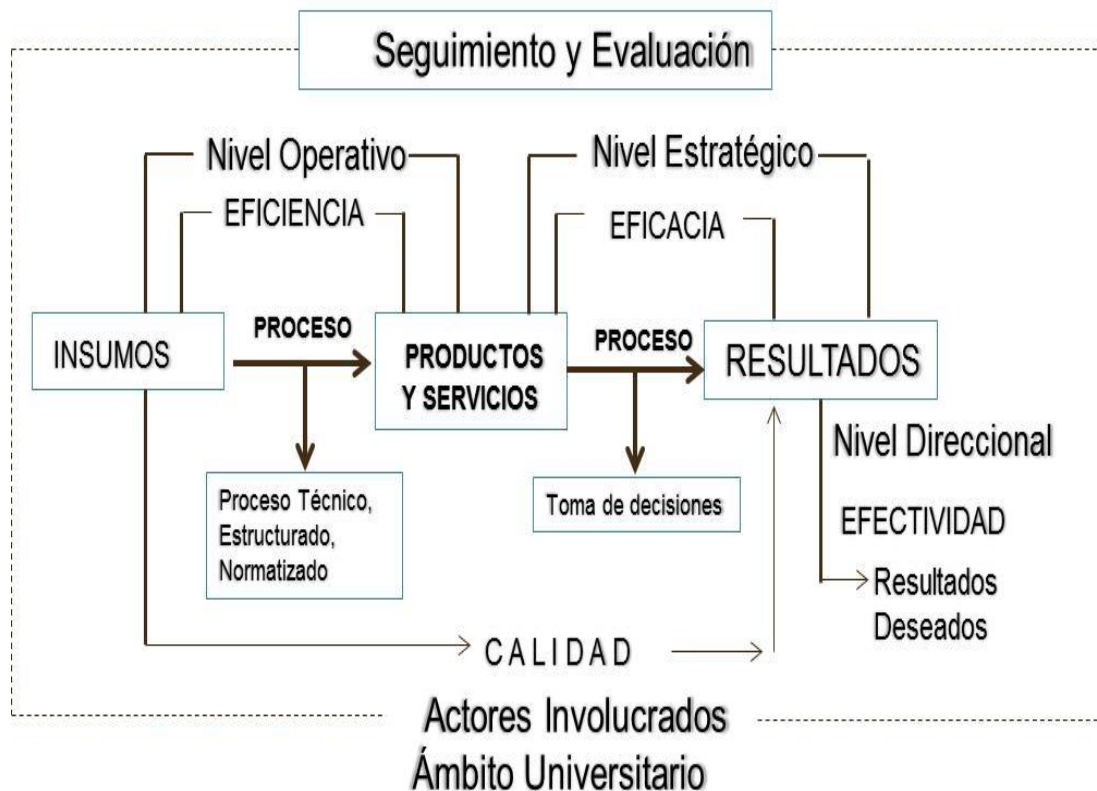 Seguimiento y Evaluación
Nivel Operativo
Nivel Estratégico
EFICIENCIA
EFICACIA
INSUMOS
PROCESO
PRODUCTOS
Y SERVICIOS
PROCESO
RESULTADOS
Nivel Direccional
Proceso Técnico,
Estructurado,
Normatizado
Toma de decisiones
EFECTIVIDAD
Resultados
Deseados
CALIDAD
Actores Involucrados
Ámbito Universitario